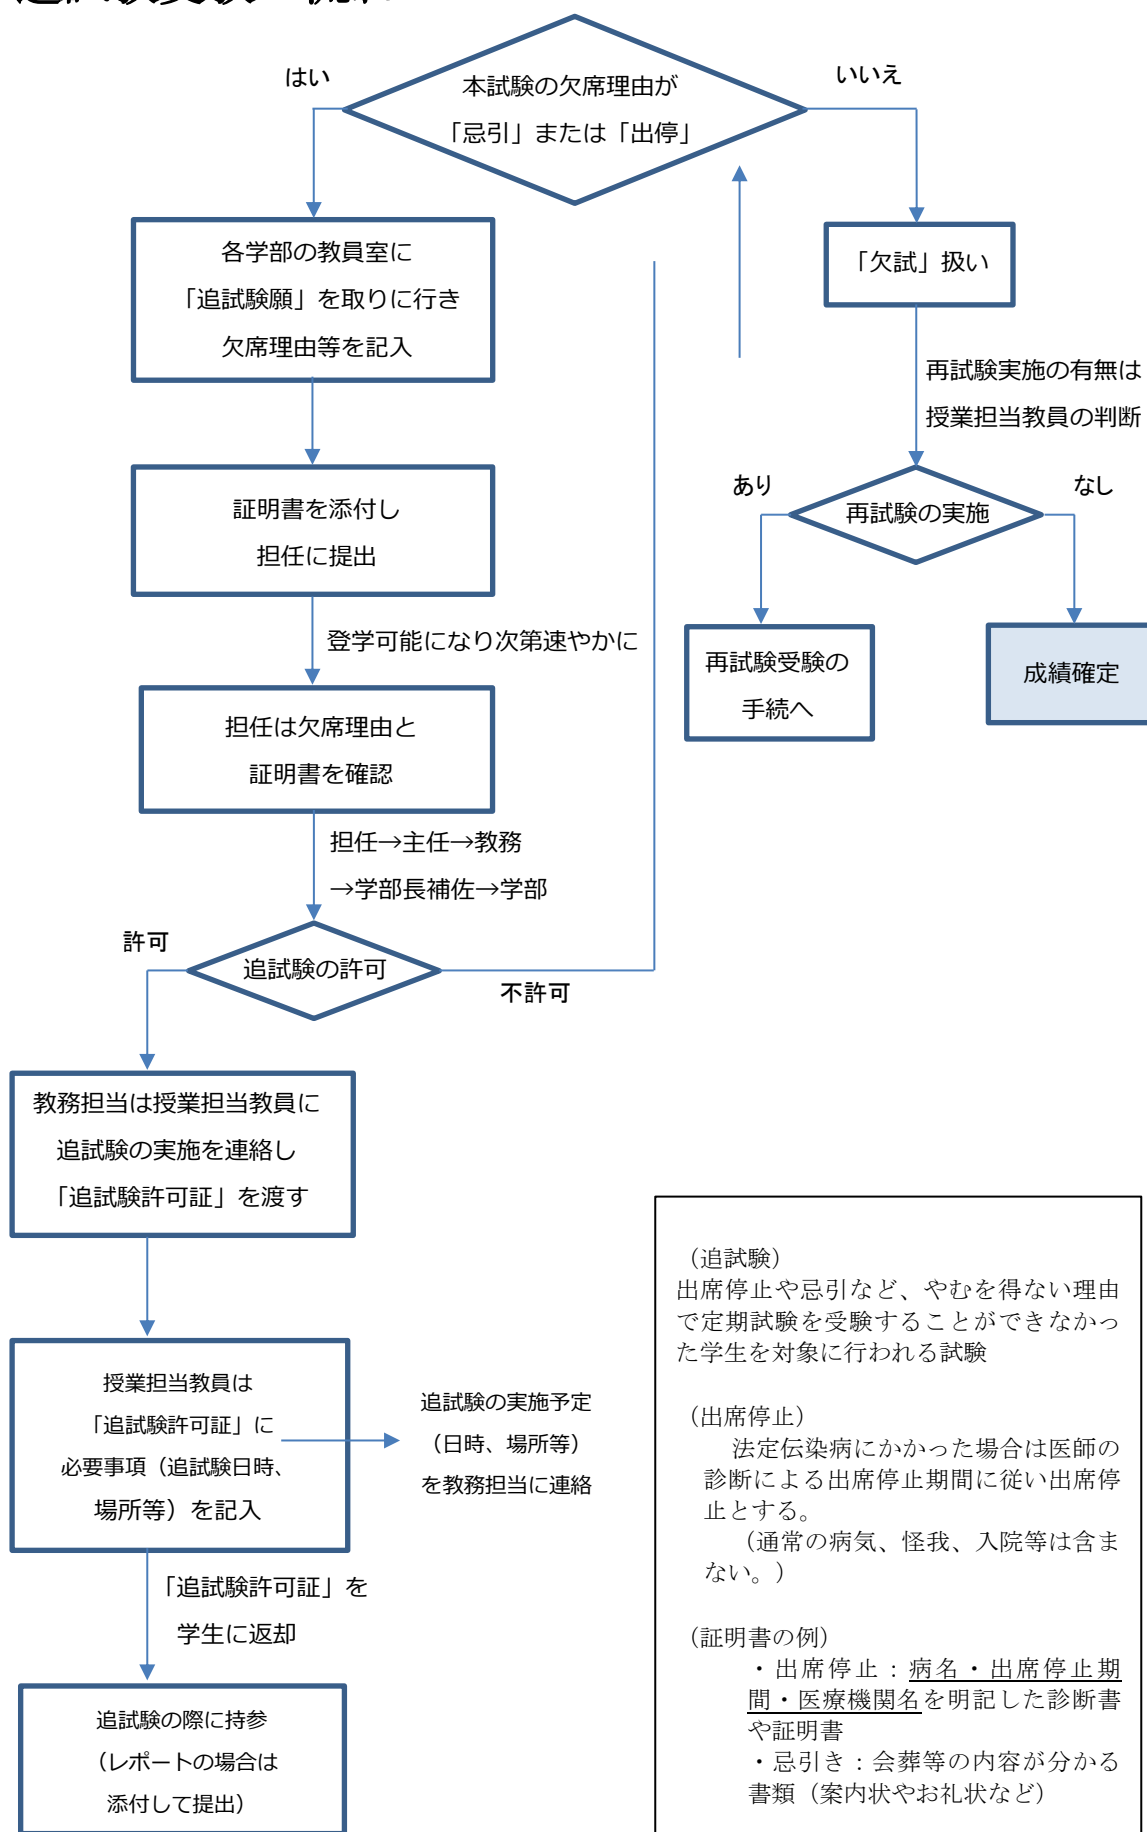 はい
本試験の欠席理由が
「忌引」または「出停」
いいえ
各学部の教員室に
「追試験願」を取りに行き
欠席理由等を記入
「欠試」扱い
再試験実施の有無は
授業担当教員の判断
証明書を添付し
担任に提出
あり
再試験の実施
なし
登学可能になり次第速やかに
再試験受験の
手続へ
成績確定
担任は欠席理由と
証明書を確認
担任→主任→教務
→学部長補佐→学部
許可
追試験の許可
不許可
教務担当は授業担当教員に
追試験の実施を連絡し
「追試験許可証」を渡す
授業担当教員は
「追試験許可証」に
必要事項（追試験日時、
場所等）を記入
追試験の実施予定
（日時、場所等）
を教務担当に連絡
「追試験許可証」を
学生に返却
追試験の際に持参
（レポートの場合は
添付して提出）
（追試験）
出席停止や忌引など、やむを得ない理由
で定期試験を受験することができなかっ
た学生を対象に行われる試験
（出席停止）
法定伝染病にかかった場合は医師の
診断による出席停止期間に従い出席停
止とする。
（通常の病気、怪我、入院等は含ま
ない。）
（証明書の例）
・出席停止：病名・出席停止期
間・医療機関名を明記した診断書
や証明書
・忌引き：会葬等の内容が分かる
書類（案内状やお礼状など）